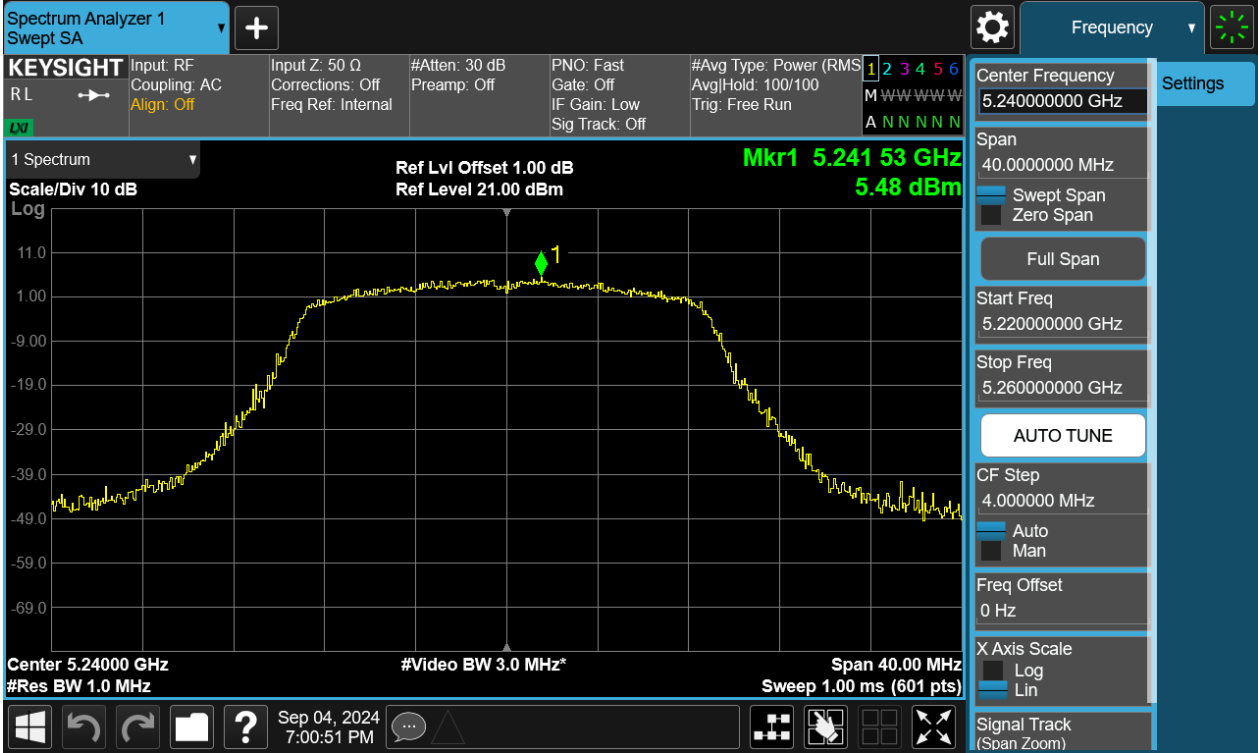 Spectrum Analyzer 1
Swept SA
Frequency
KEYSIGHT
R L
LXI
Input: RF
Coupling: AC
Align: Off
Input Z: 50 Ω
Corrections: Off
Freq Ref: Internal
#Atten: 30 dB
Preamp: Off
PNO: Fast
Gate: Off
IF Gain: Low
Sig Track: Off
#Avg Type: Power (RMS
Avg|Hold: 100/100
Trig: Free Run
1 2 3 4 5 6
M W W W W W
A N N N N N
1 Spectrum
Scale/Div 10 dB
Log
Ref Lvl Offset 1.00 dB
Ref Level 21.00 dBm
Mkr1 5.241 53 GHz
5.48 dBm
1
11.0
1.00
-9.00
-19.0
-29.0
-39.0
-49.0
-59.0
-69.0
Center 5.24000 GHz
#Res BW 1.0 MHz
#Video BW 3.0 MHz*
Span 40.00 MHz
Sweep 1.00 ms (601 pts)
Center Frequency
5.240000000 GHz
Span
40.0000000 MHz
Swept Span
Zero Span
Full Span
Start Freq
5.220000000 GHz
Stop Freq
5.260000000 GHz
AUTO TUNE
CF Step
4.000000 MHz
Auto
Man
Freq Offset
0 Hz
X Axis Scale
Log
Lin
Signal Track
(Span Zoom)
Settings
?
Sep 04, 2024
7:00:51 PM